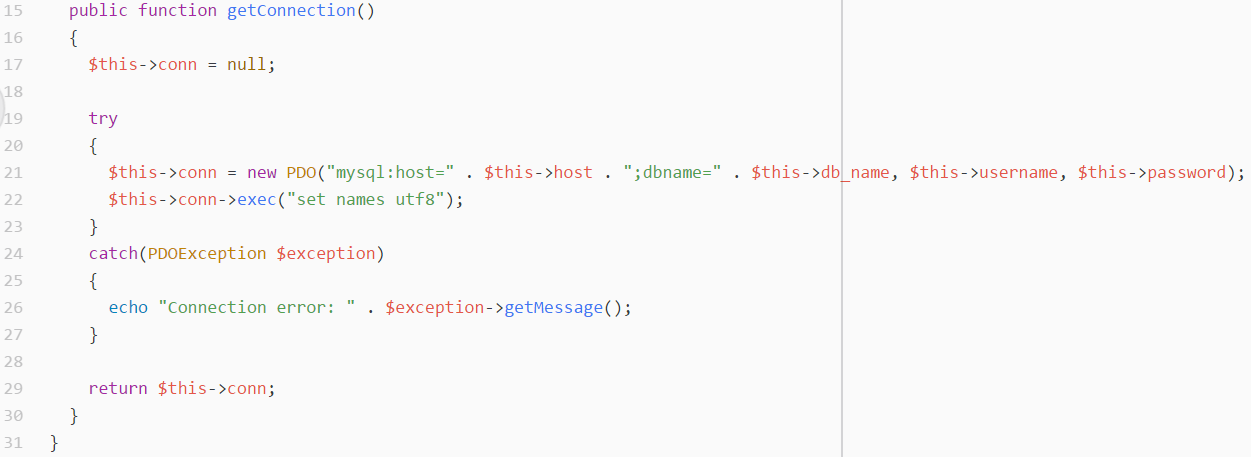 15 public function getConnection()
16 {
17 $this->conn = null;
18
19 try
20 {
21 $this->conn = new PDO("mysql:host=" . $this->host . ";dbname=" . $this->db_name, $this->username, $this->password);
22 $this->conn->exec("set names utf8");
23 }
24 catch(PDOException $exception)
25 {
26 echo "Connection error: " . $exception->getMessage();
27 }
28
29 return $this->conn;
30 }
31 }